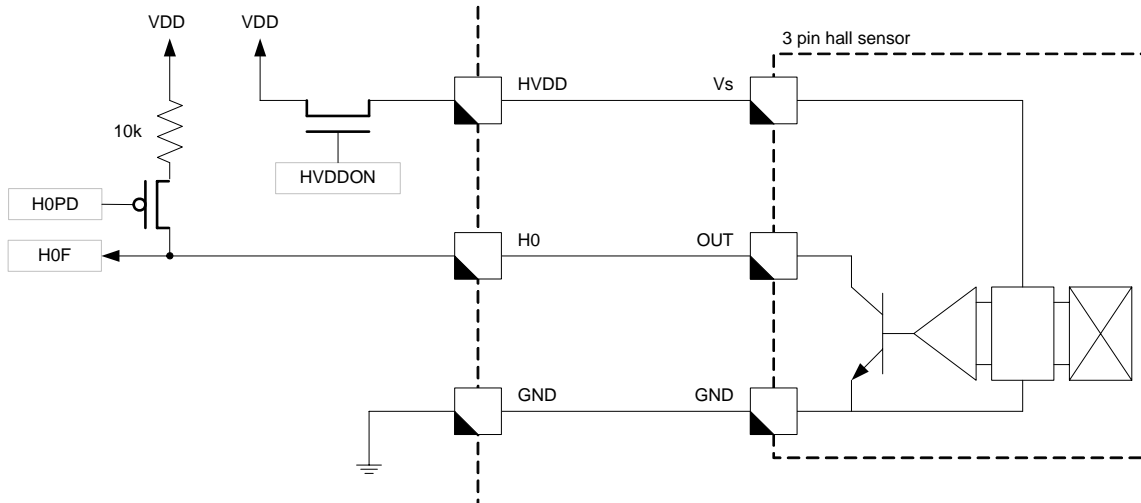 VDD
VDD
3 pin hall sensor
HVDD
Vs
10k
HVDDON
H0PD
H0
OUT
H0F
GND
GND